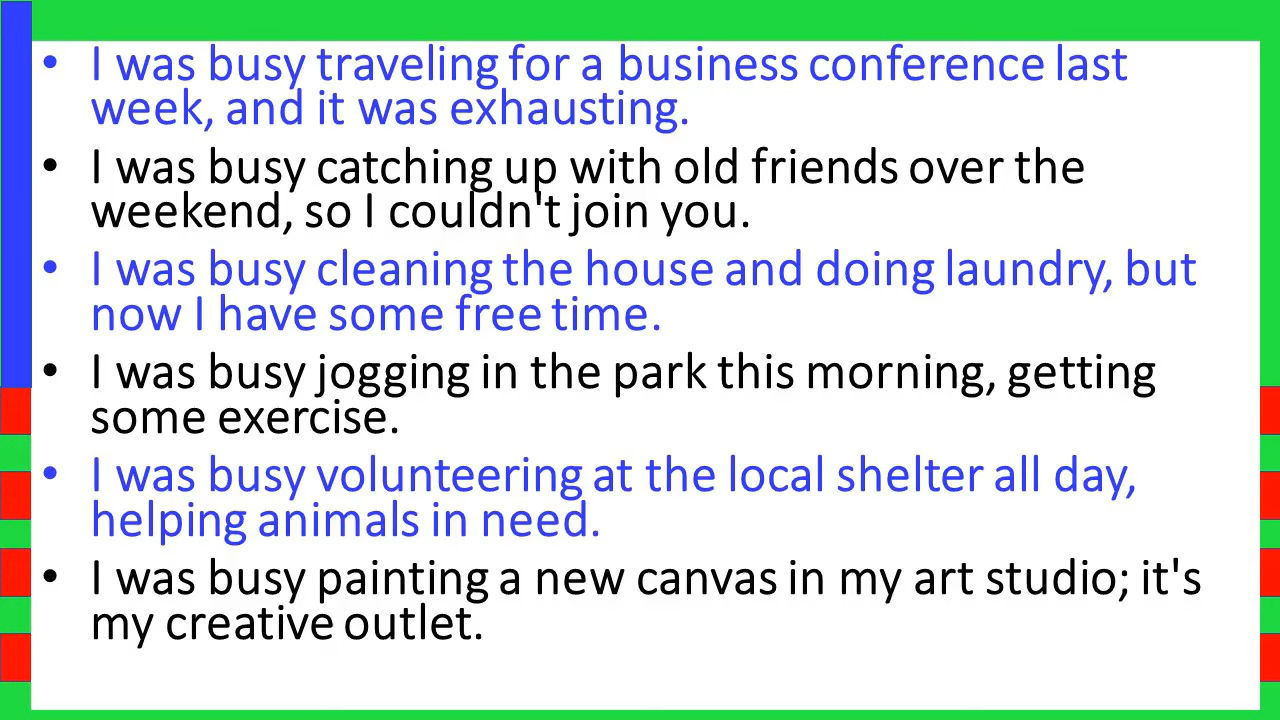 • I was busy traveling for a business conference last
week, and it was exhausting.
• I was busy catching up with old friends over the
weekend, so I couldn't join you.
• I was busy cleaning the house and doing laundry, but
now I have some free time.
• I was busy jogging in the park this morning, getting
some exercise.
• I was busy volunteering at the local shelter all day,
helping animals in need.
• I was busy painting a new canvas in my art studio; it's
my creative outlet.